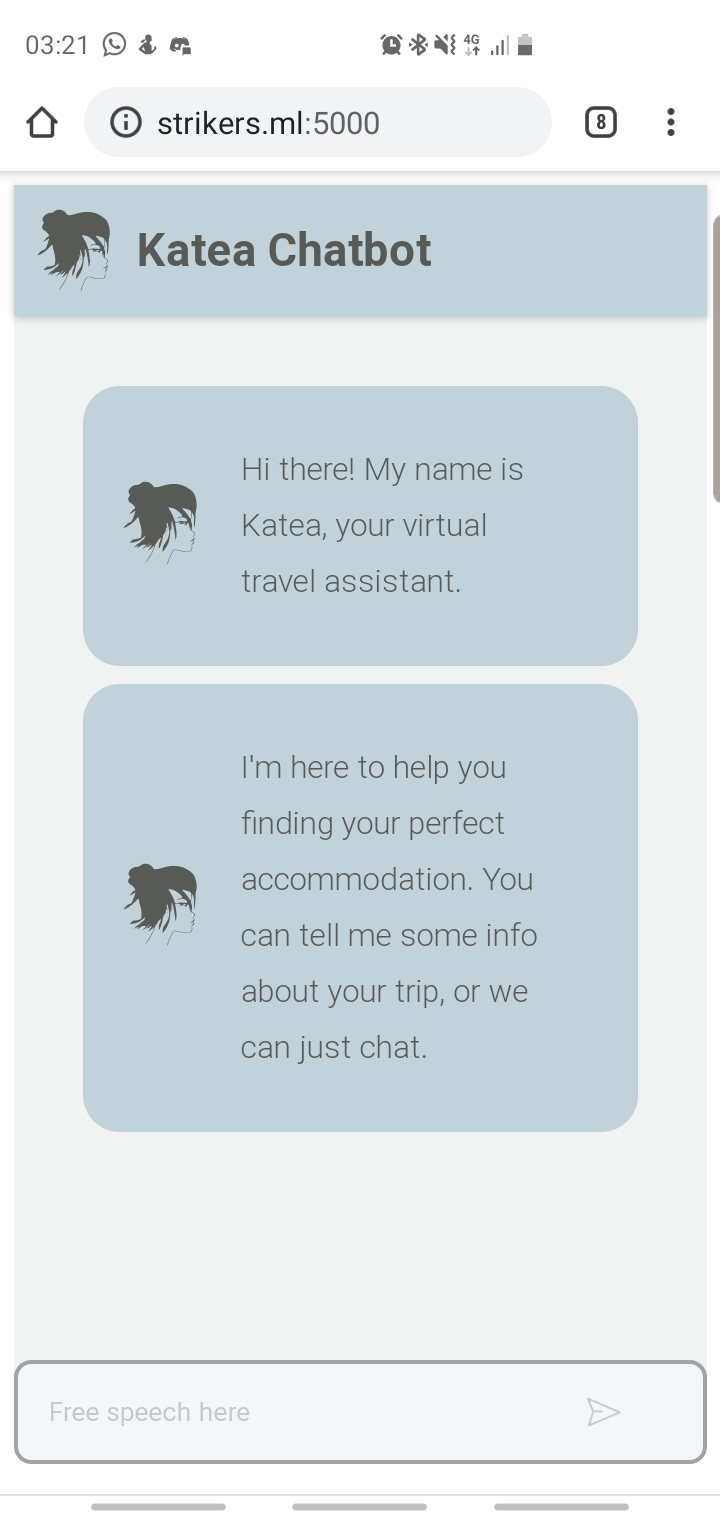 03:21
4G
strikers.ml:5000
8
Katea Chatbot
Hi there! My name is
Katea, your virtual
travel assistant.
I'm here to help you
finding your perfect
accommodation. You
can tell me some info
about your trip, or we
can just chat.
Free speech here